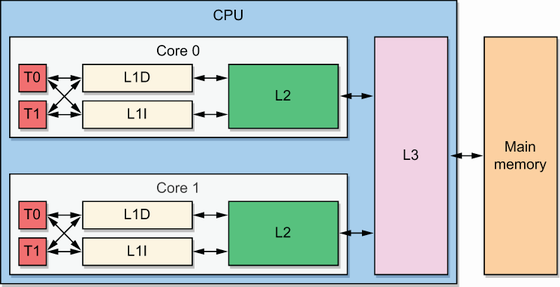 CPU
Core 0
T0
L1D
T1
L1I
L2
Core 1
T0
L1D
T1
L1I
L2
L3
Main
memory